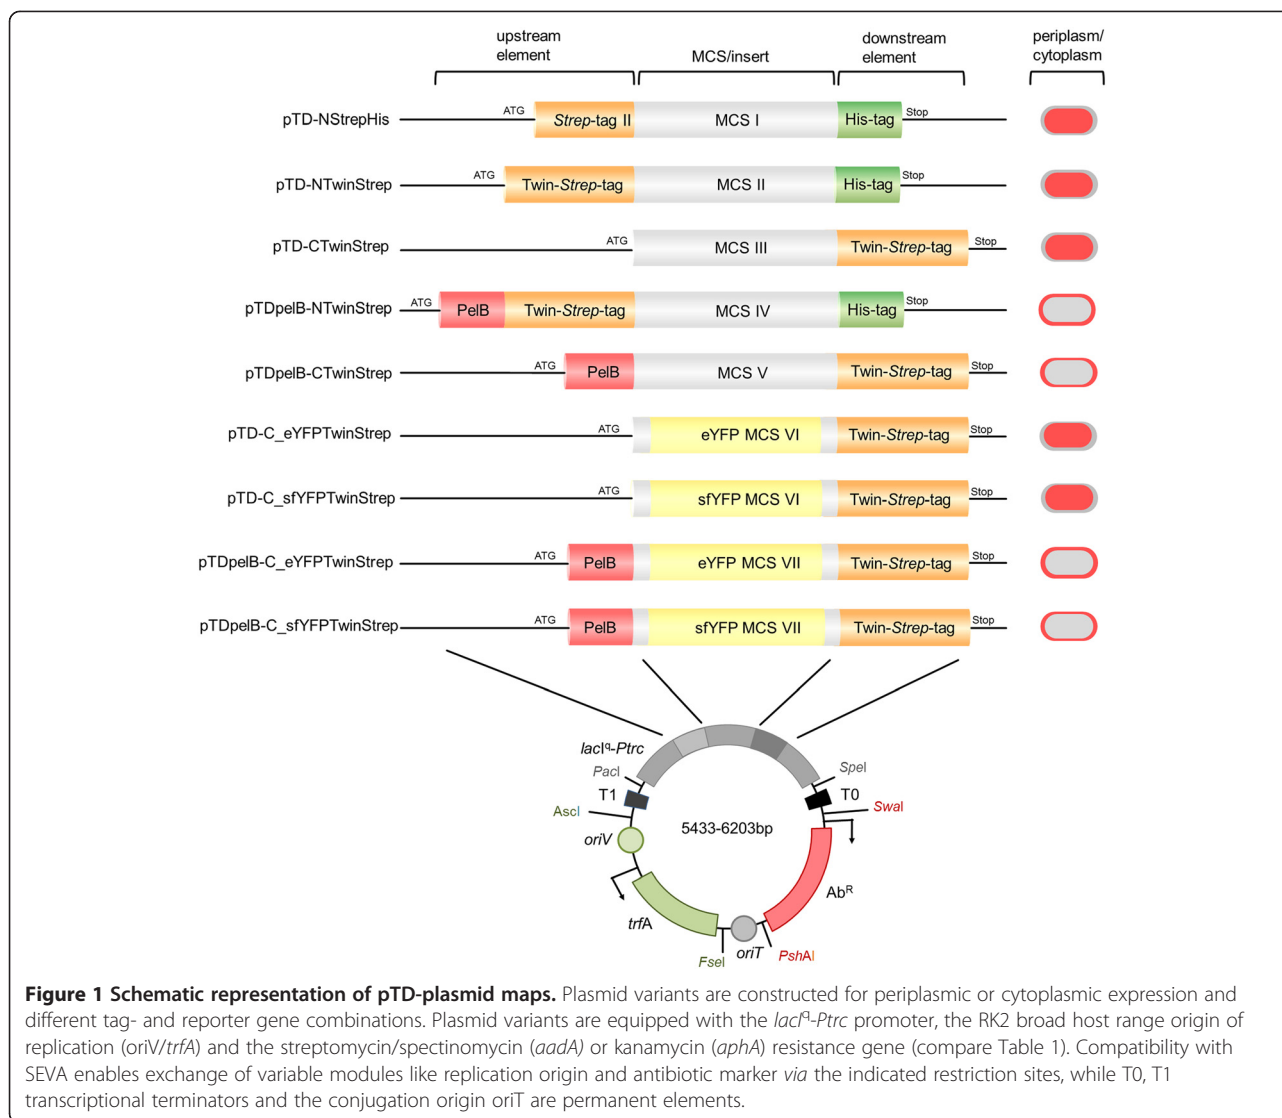 upstream element
MCS/insert
downstream element
periplasm/ cytoplasm
pTD-NStrepHis
ATG
Strep-tag II
MCS I
His-tag
Stop
pTD-NTwinStrep
ATG
Twin-Strep-tag
MCS II
His-tag
Stop
pTD-CTwinStrep
ATG
MCS III
Twin-Strep-tag
Stop
pTDpelB-NTwinStrep
ATG
PelB
Twin-Strep-tag
MCS IV
His-tag
Stop
pTDpelB-CTwinStrep
ATG
PelB
MCS V
Twin-Strep-tag
Stop
pTD-C_eYFPTwinStrep
ATG
eYFP MCS VI
Twin-Strep-tag
Stop
pTD-C_sfYFPTwinStrep
ATG
sfYFP MCS VI
Twin-Strep-tag
Stop
pTDpelB-C_eYFPTwinStrep
ATG
PelB
eYFP MCS VII
Twin-Strep-tag
Stop
pTDpelB-C_sfYFPTwinStrep
ATG
PelB
sfYFP MCS VII
Twin-Strep-tag
Stop
lacIq-Ptrc
PacI
SpeI
T1
T0
AscI
SwaI
oriV
5433-6203bp
AbR
trfA
FseI
oriT
PshAI
Figure 1 Schematic representation of pTD-plasmid maps. Plasmid variants are constructed for periplasmic or cytoplasmic expression and
different tag- and reporter gene combinations. Plasmid variants are equipped with the lacIq-Ptrc promoter, the RK2 broad host range origin of
replication (oriV/trfA) and the streptomycin/spectinomycin (aadA) or kanamycin (aphA) resistance gene (compare Table 1). Compatibility with
SEVA enables exchange of variable modules like replication origin and antibiotic marker via the indicated restriction sites, while T0, T1
transcriptional terminators and the conjugation origin oriT are permanent elements.